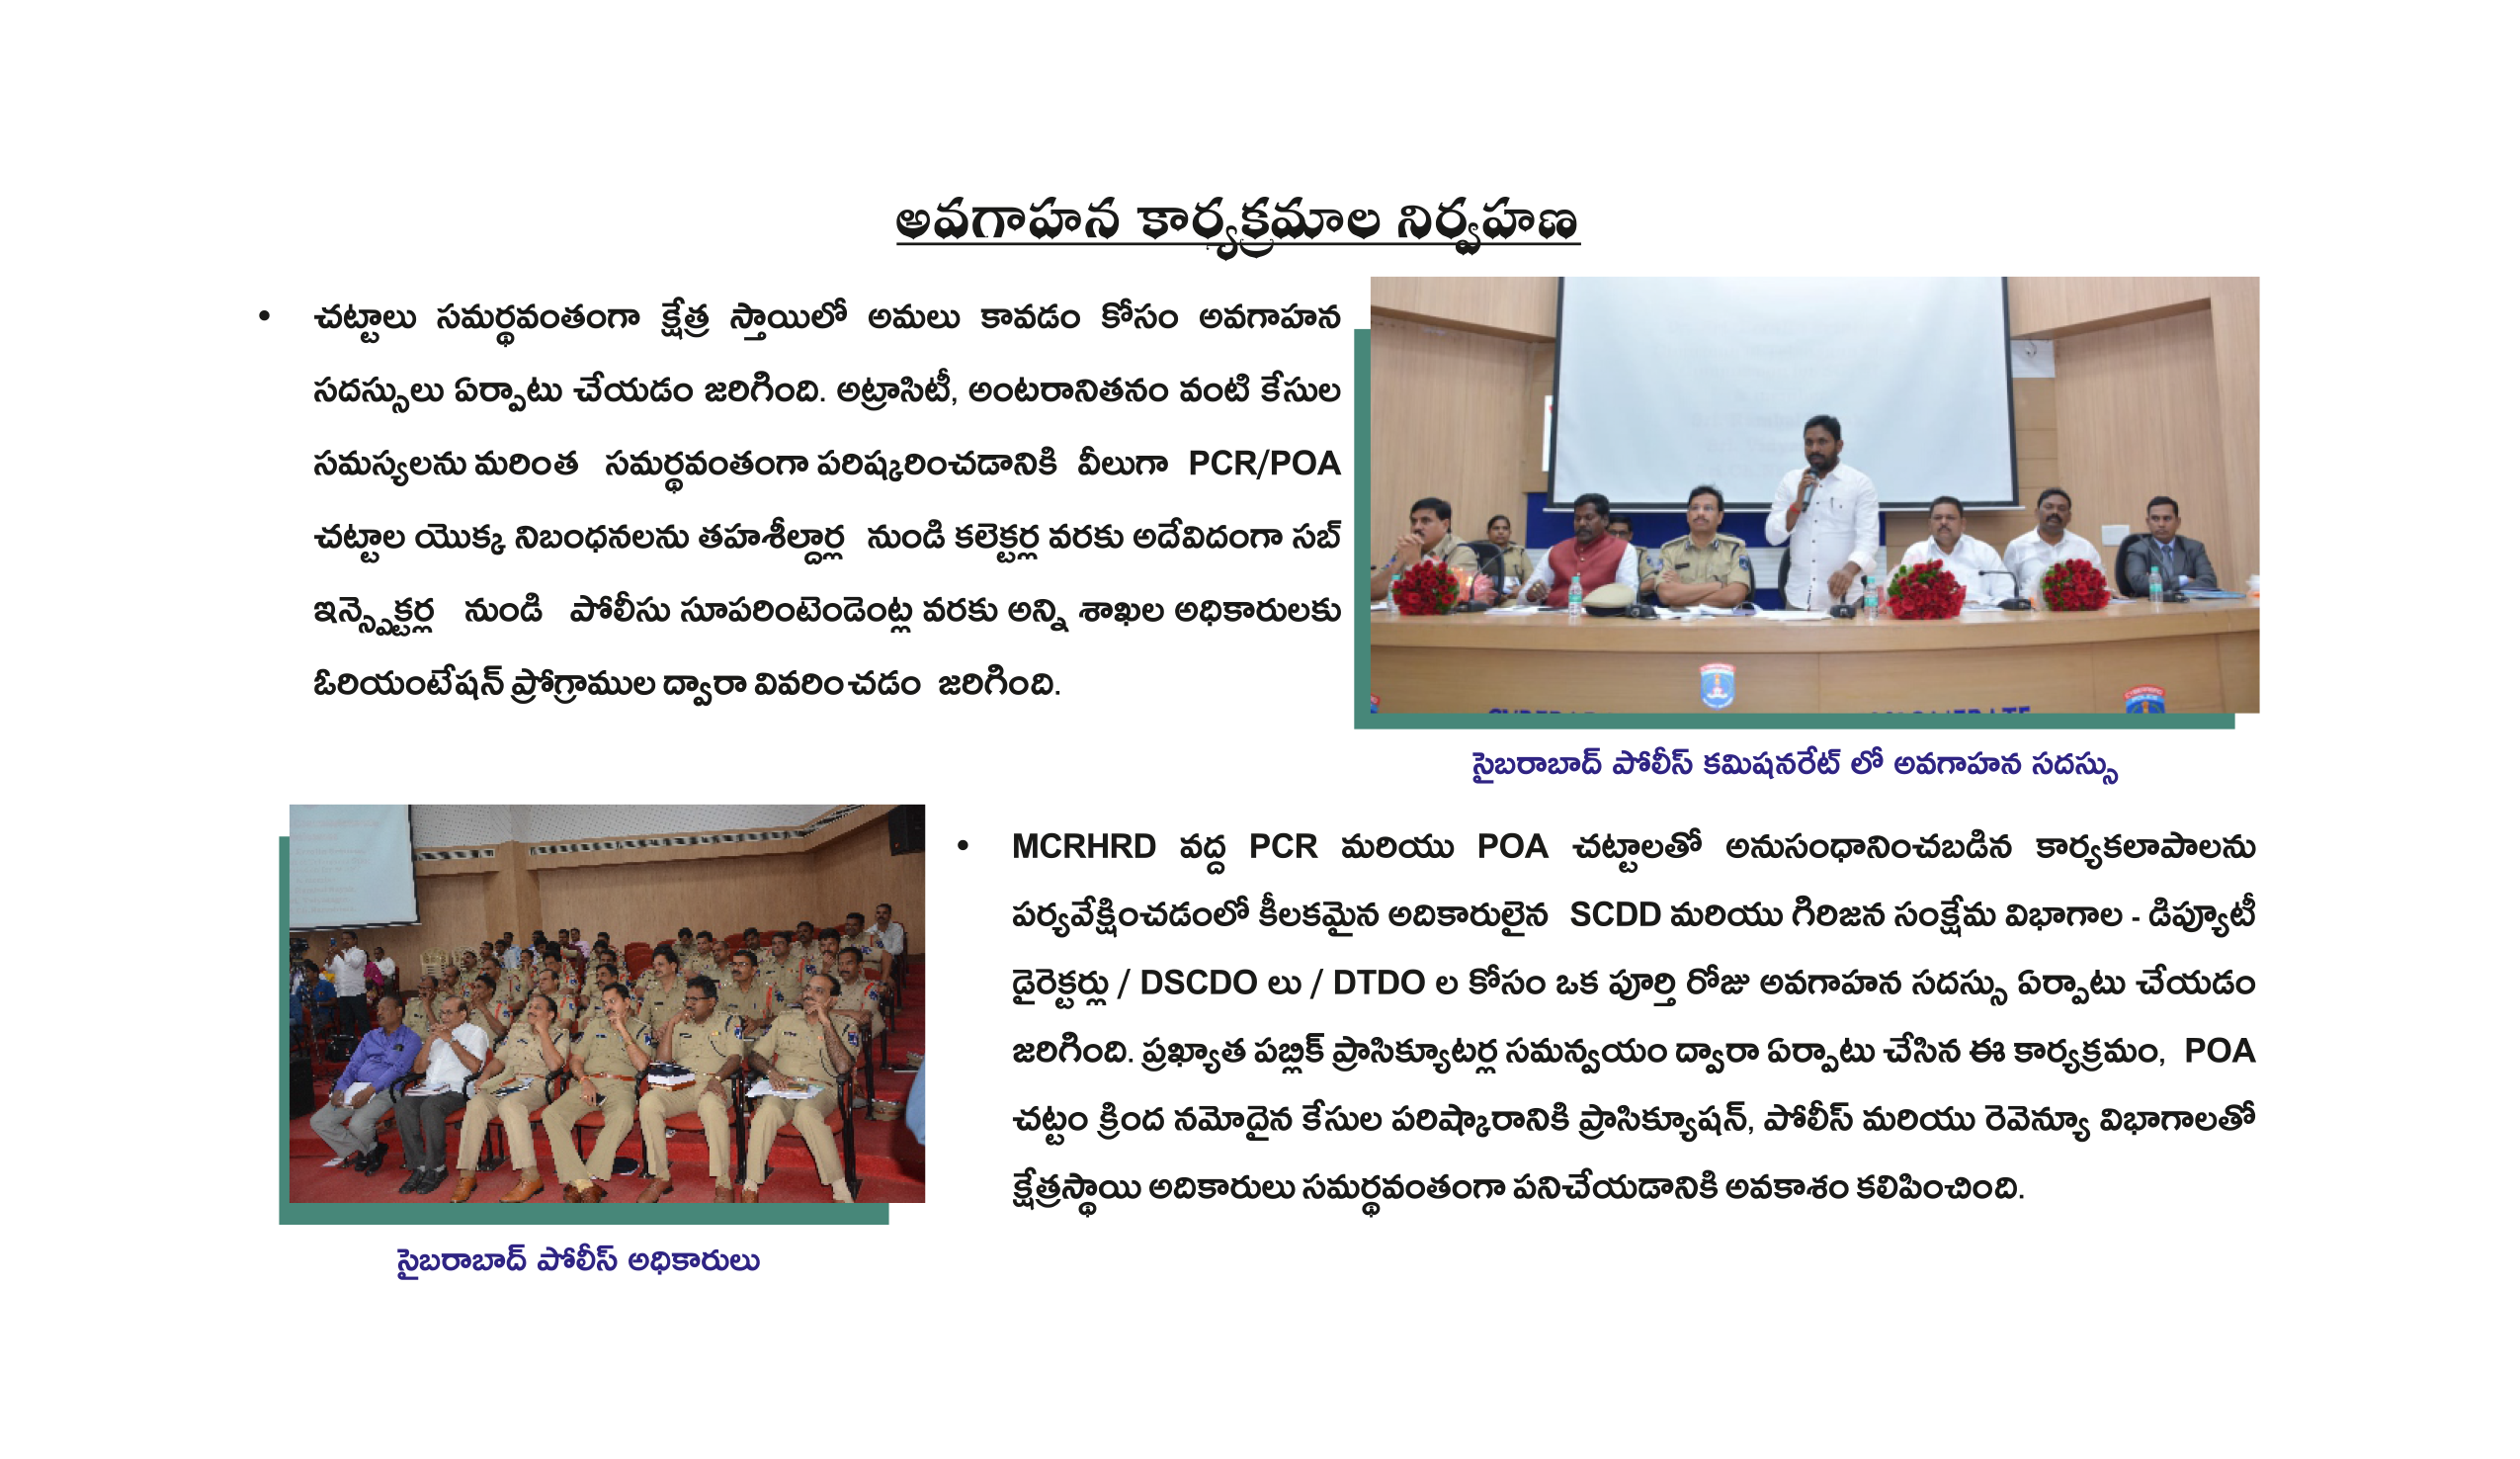 అవగాహన కార్యక్రమాల నిర్వహణ
• చట్టాలు సమర్థవంతంగా క్షేత్ర స్తాయిలో అమలు కావడం కోసం అవగాహన
సదస్సులు ఏర్పాటు చేయడం జరిగింది. అట్రాసిటీ, అంటరానితనం వంటి కేసుల
సమస్యలను మరింత సమర్థవంతంగా పరిష్కరించడానికి వీలుగా PCR/POA
చట్టాల యొక్క నిబంధనలను తహశీల్దార్ల నుండి కలెక్టర్ల వరకు అదేవిదంగా సబ్
ఇన్స్పెక్టర్ల నుండి పోలీసు సూపరింటెండెంట్ల వరకు అన్ని శాఖల అధికారులకు
ఓరియంటేషన్ ప్రోగ్రాముల ద్వారా వివరించడం జరిగింది.
సైబరాబాద్ పోలీస్ కమిషనరేట్ లో అవగాహన సదస్సు
• MCRHRD వద్ద PCR మరియు POA చట్టాలతో అనుసంధానించబడిన కార్యకలాపాలను
పర్యవేక్షించడంలో కీలకమైన అదికారులైన SCDD మరియు గిరిజన సంక్షేమ విభాగాల - డిప్యూటీ
డైరెక్టర్లు / DSCDO లు / DTDO ల కోసం ఒక పూర్తి రోజు అవగాహన సదస్సు ఏర్పాటు చేయడం
జరిగింది. ప్రఖ్యాత పబ్లిక్ ప్రాసిక్యూటర్ల సమన్వయం ద్వారా ఏర్పాటు చేసిన ఈ కార్యక్రమం, POA
చట్టం క్రింద నమోదైన కేసుల పరిష్కారానికి ప్రాసిక్యూషన్, పోలీస్ మరియు రెవెన్యూ విభాగాలతో
క్షేత్రస్థాయి అదికారులు సమర్థవంతంగా పనిచేయడానికి అవకాశం కలిపించింది.
సైబరాబాద్ పోలీస్ అధికారులు